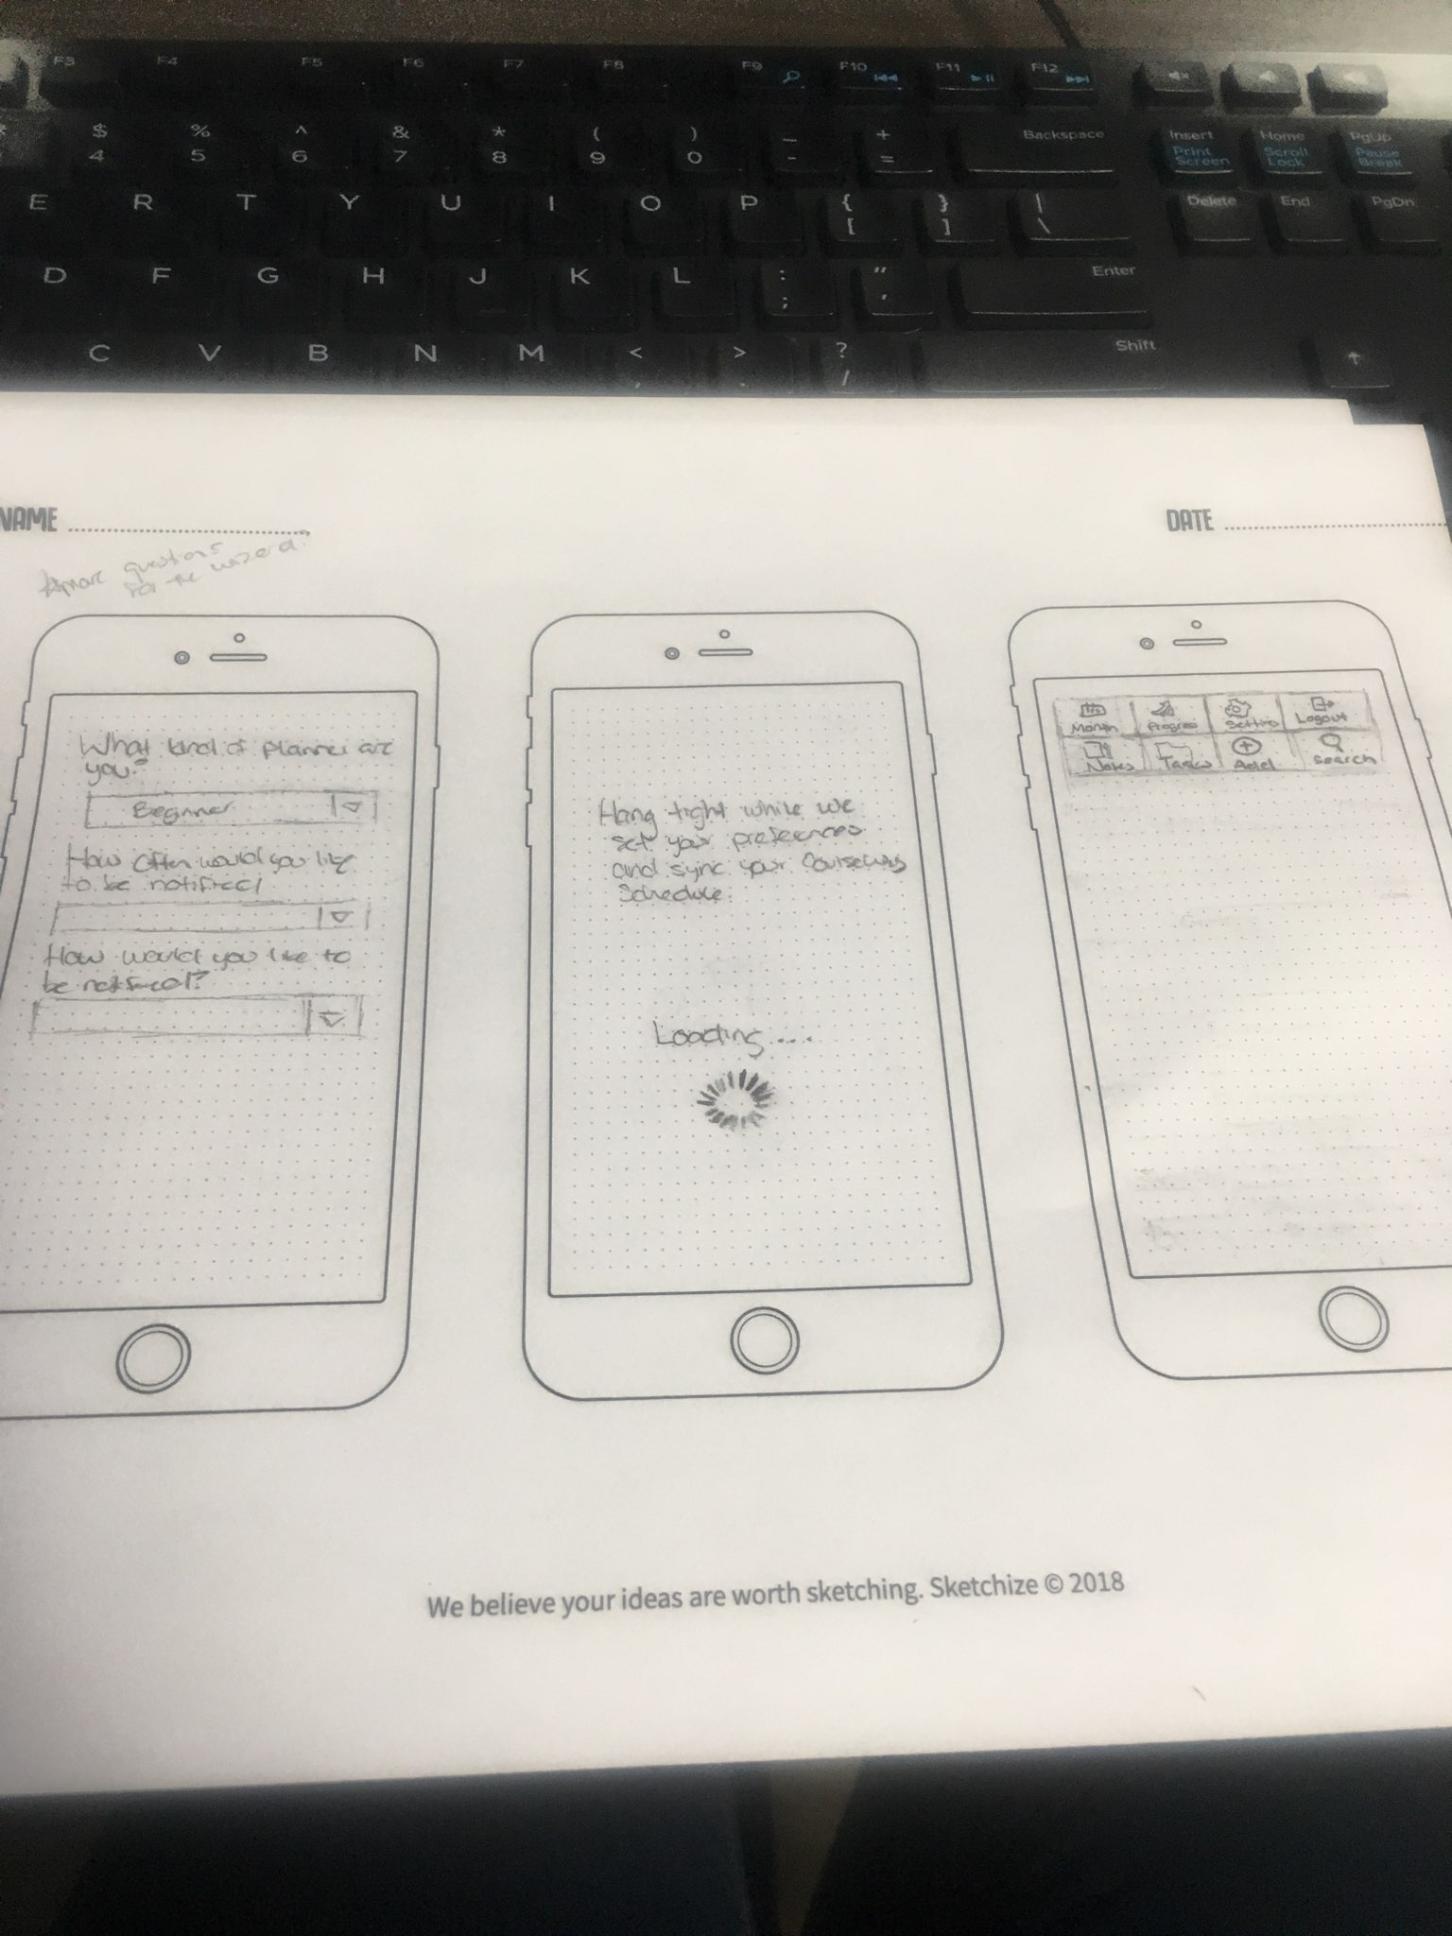 F3 F4 F5 F6 F7 F8 F9 F10 F11 F12
$ % ^ & * ( ) _ + Backspace Insert Home PgUp
4 5 6 7 8 9 0 - = Print Screen Scroll Lock Pause Break
E R T Y U I O P { } | Delete End PgDn
[ ] \
D F G H J K L : " Enter
; '
C V B N M < > ? Shift
, . /
NAME
DATE
more questions
for the wizard.
What kind of planner are
you?
Beginner
How often would you like
to be notified
How would you like to
be notified?
Hang tight while we
set your preferences
and sync your Courseworks
Schedule.
Loading...
Month Progress Setting Logout
Notes Tasks Add Search
We believe your ideas are worth sketching. Sketchize © 2018